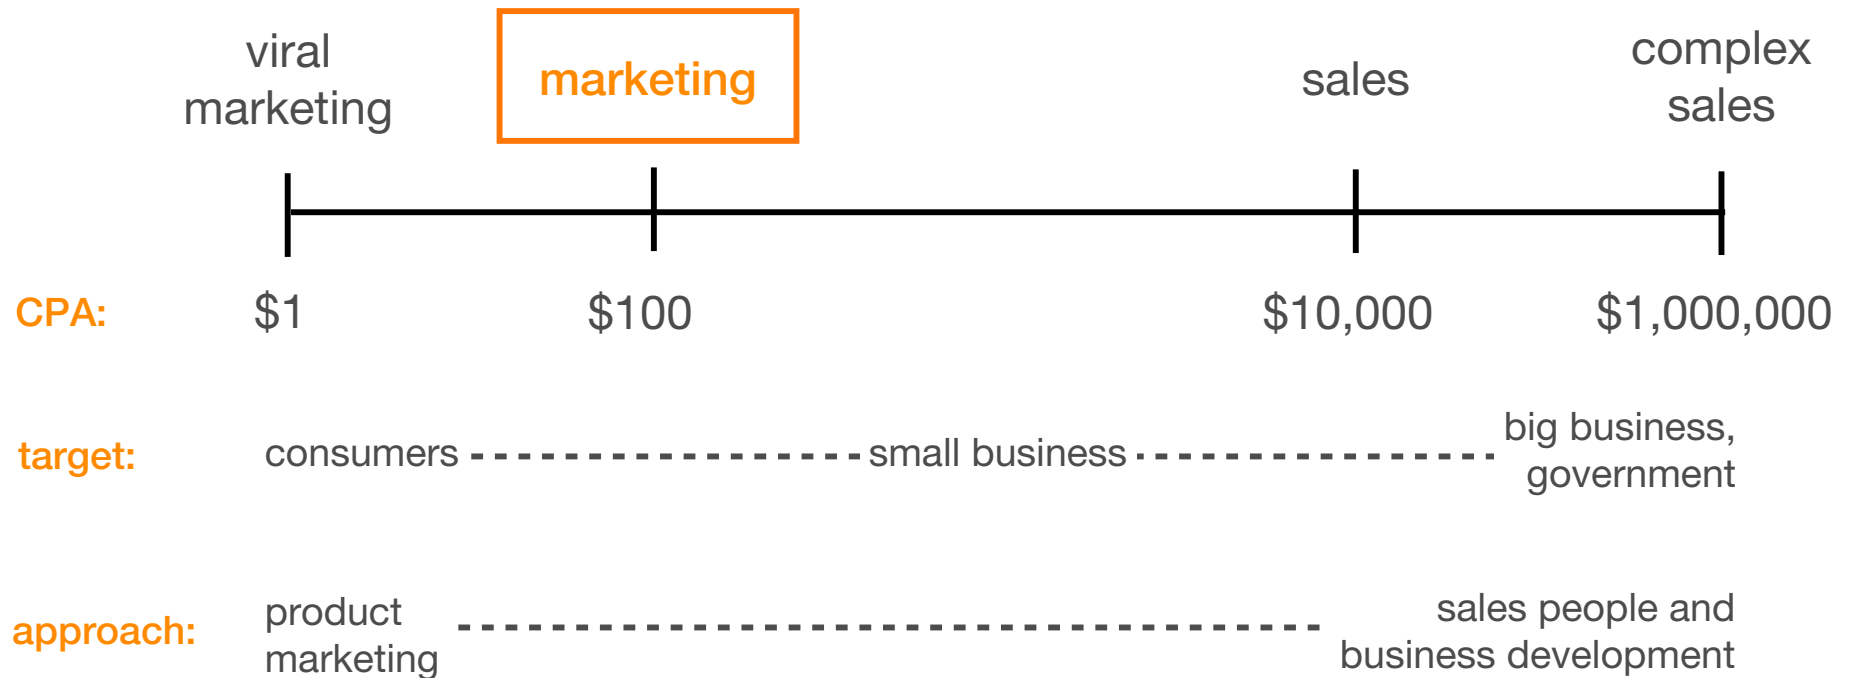 viral
marketing
marketing
sales
complex
sales
CPA: $1 $100 $10,000 $1,000,000
target: consumers small business big business,
government
approach: product
marketing
sales people and
business development